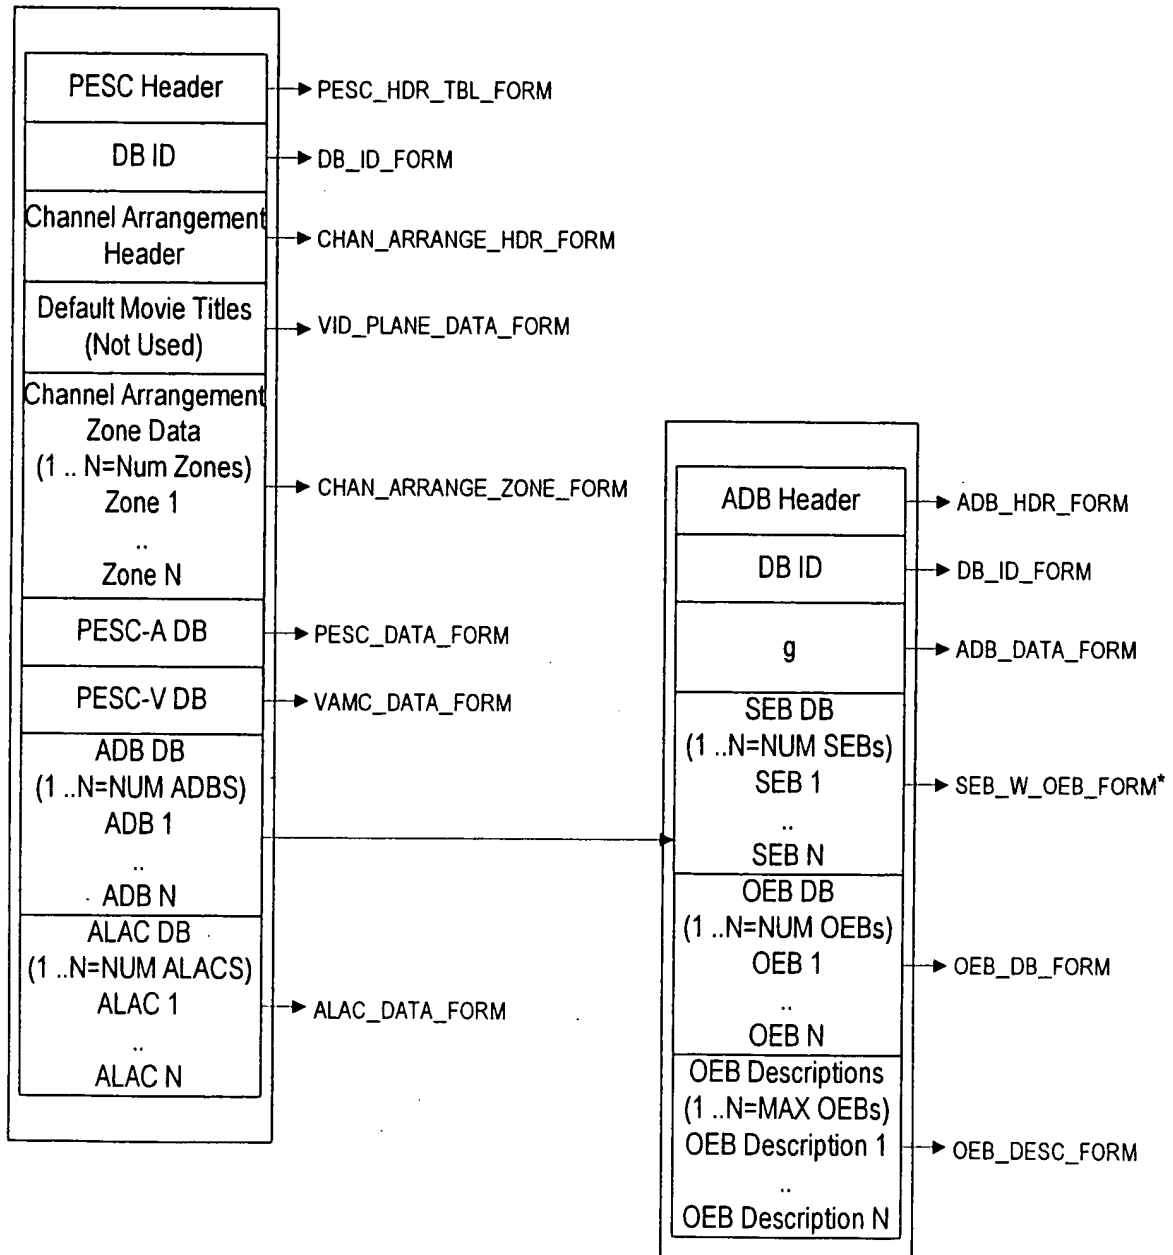 PESC Header
PESC_HDR_TBL_FORM
DB ID
DB_ID_FORM
Channel Arrangement
Header
CHAN_ARRANGE_HDR_FORM
Default Movie Titles
(Not Used)
VID_PLANE_DATA_FORM
Channel Arrangement
Zone Data
(1 .. N=Num Zones)
Zone 1
..
Zone N
CHAN_ARRANGE_ZONE_FORM
PESC-A DB
PESC_DATA_FORM
PESC-V DB
VAMC_DATA_FORM
ADB DB
(1 ..N=NUM ADBS)
ADB 1
..
ADB N
ALAC DB
(1 ..N=NUM ALACS)
ALAC 1
..
ALAC N
ALAC_DATA_FORM
ADB Header
ADB_HDR_FORM
DB ID
DB_ID_FORM
g
ADB_DATA_FORM
SEB DB
(1 ..N=NUM SEBs)
SEB 1
..
SEB N
SEB_W_OEB_FORM*
OEB DB
(1 ..N=NUM OEBs)
OEB 1
..
OEB N
OEB_DB_FORM
OEB Descriptions
(1 ..N=MAX OEBs)
OEB Description 1
..
OEB Description N
OEB_DESC_FORM